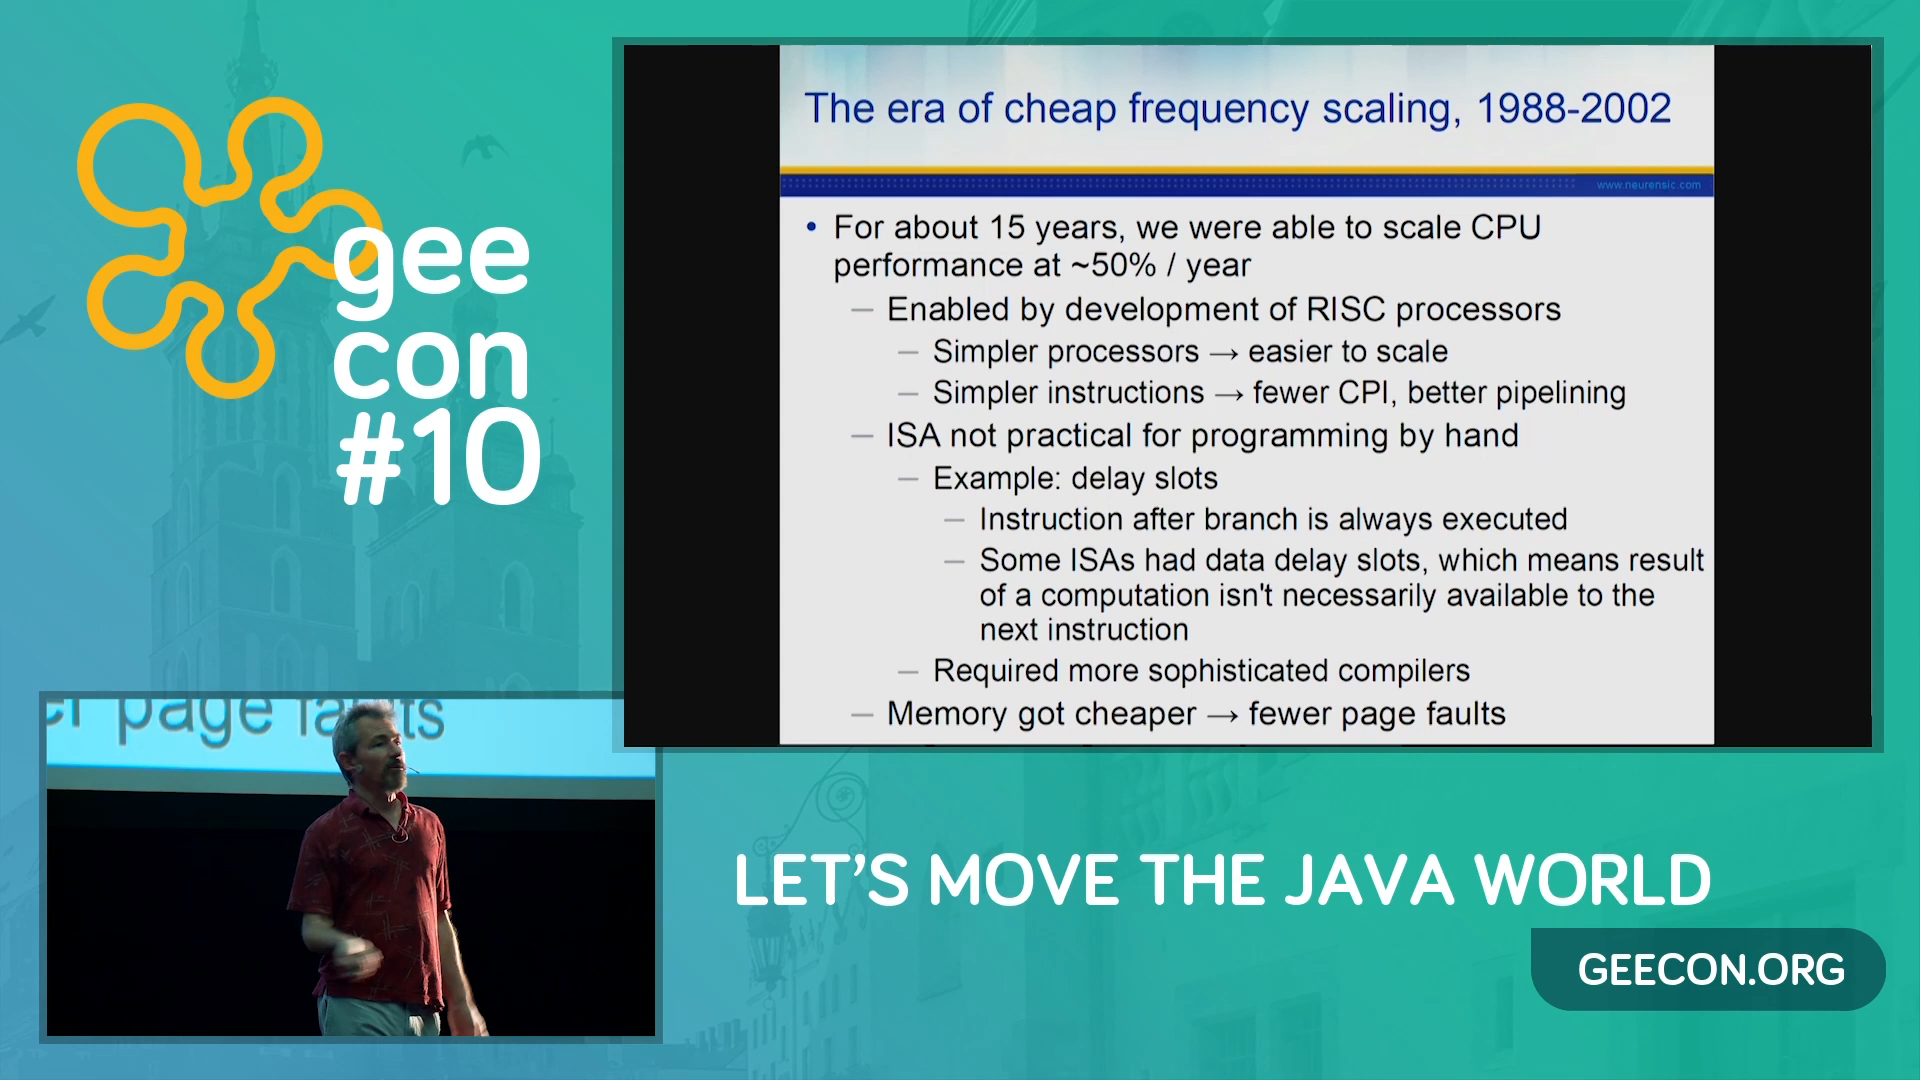 gee
con
#10
The era of cheap frequency scaling, 1988-2002
www.neurensic.com
• For about 15 years, we were able to scale CPU
performance at ~50% / year
— Enabled by development of RISC processors
— Simpler processors → easier to scale
— Simpler instructions → fewer CPI, better pipelining
— ISA not practical for programming by hand
— Example: delay slots
— Instruction after branch is always executed
— Some ISAs had data delay slots, which means result
of a computation isn't necessarily available to the
next instruction
— Required more sophisticated compilers
— Memory got cheaper → fewer page faults
page faults
LET'S MOVE THE JAVA WORLD
GEECON.ORG